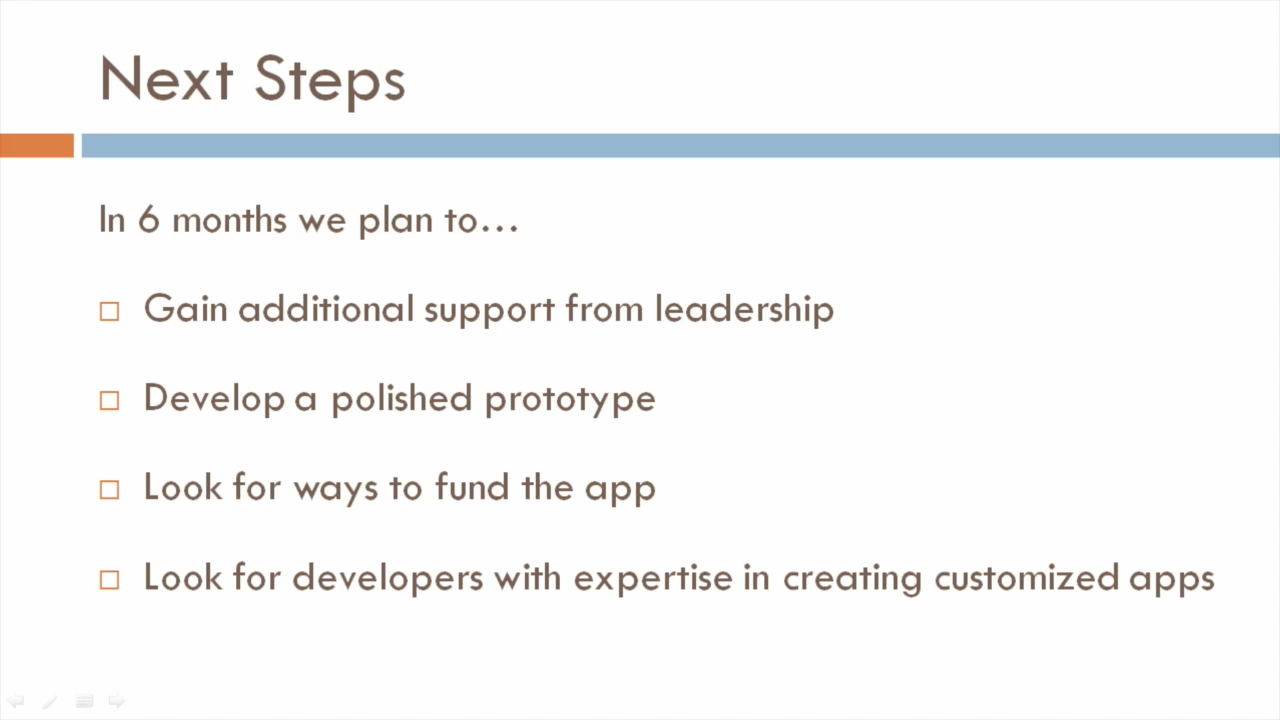 Next Steps
In 6 months we plan to...
Gain additional support from leadership
Develop a polished prototype
Look for ways to fund the app
Look for developers with expertise in creating customized apps